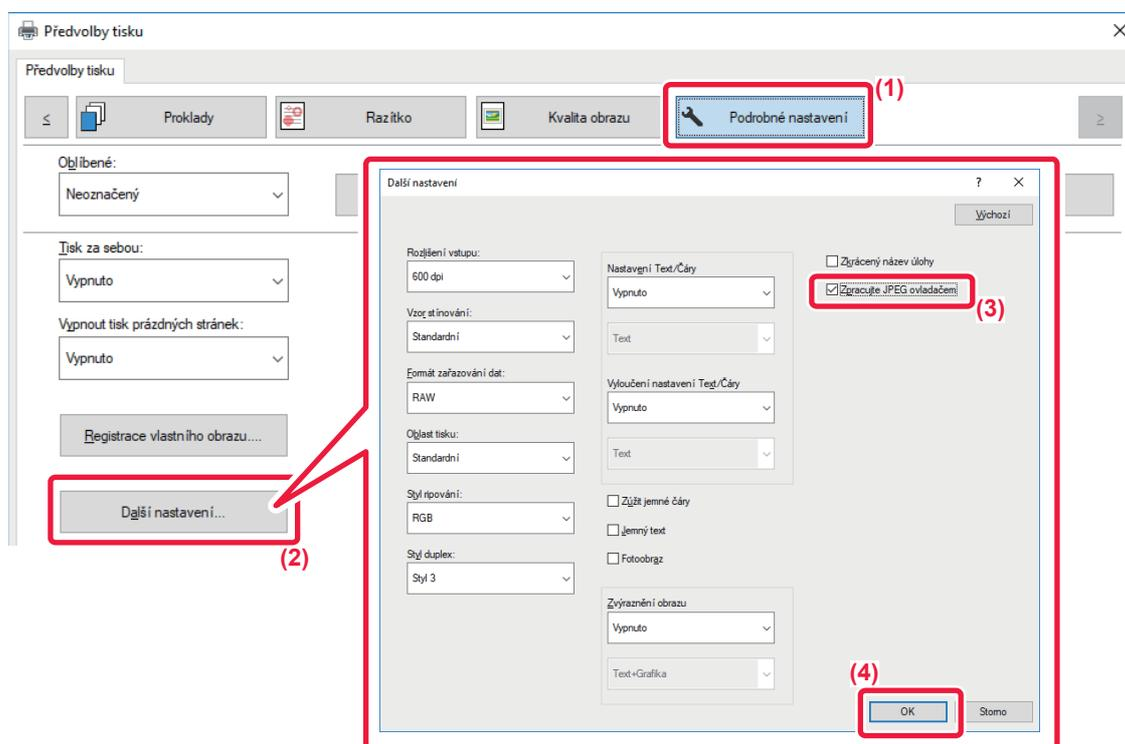 Předvolby tisku
Předvolby tisku
(1)
Proklady
Razítko
Kvalita obrazu
Podrobné nastavení
Oblíbené:
Neoznačený
Tisk za sebou:
Vypnuto
Vypnout tisk prázdných stránek:
Vypnuto
Registrace vlastního obrazu....
Další nastavení...
(2)
Další nastavení
?
Výchozí
Rozlišení vstupu:
600 dpi
Vzor stínování:
Standardní
Formát zařazování dat:
RAW
Oblast tisku:
Standardní
Styl ripování:
RGB
Styl duplex:
Styl 3
Nastavení Text/Čáry
Vypnuto
Text
Vyloučení nastavení Text/Čáry
Vypnuto
Text
Zúžit jemné čáry
Jemný text
Fotoobraz
Zvýraznění obrazu
Vypnuto
Text+Grafika
Zkrácený název úlohy
Zpracujte JPEG ovladačem
(3)
(4)
OK
Storno